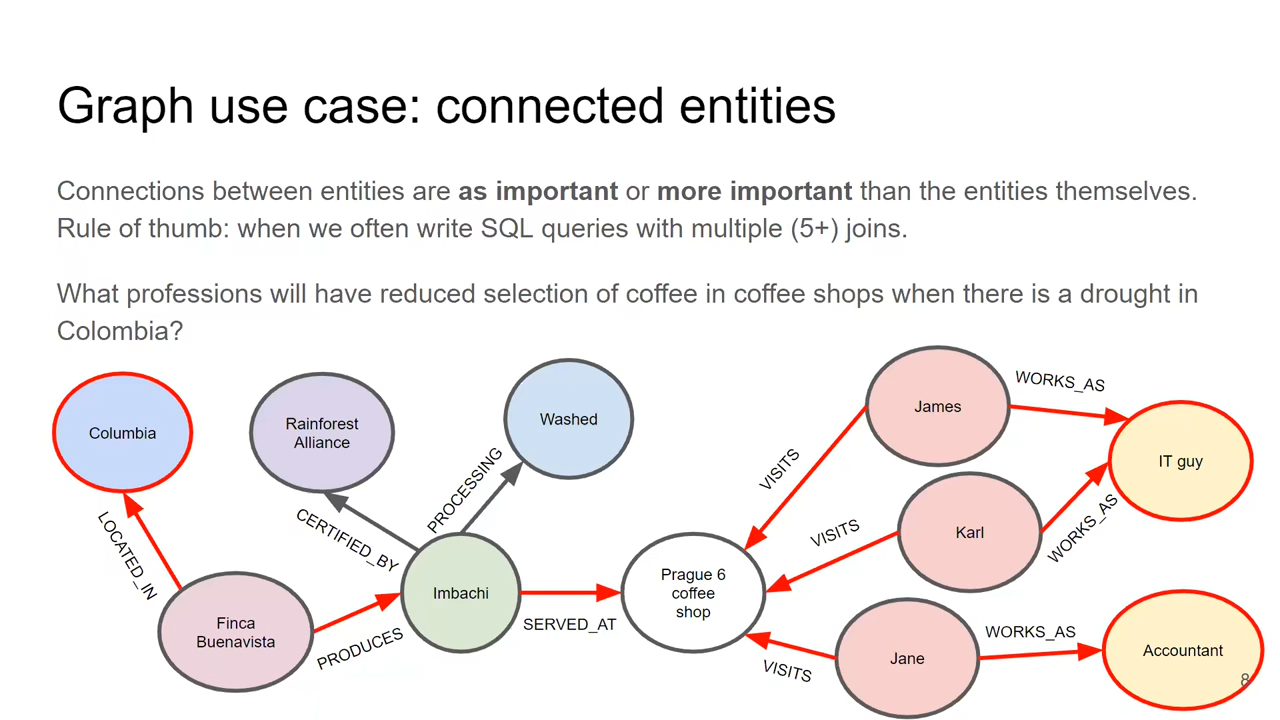 Graph use case: connected entities
Connections between entities are as important or more important than the entities themselves.
Rule of thumb: when we often write SQL queries with multiple (5+) joins.
What professions will have reduced selection of coffee in coffee shops when there is a drought in
Colombia?
Columbia
Rainforest
Alliance
Washed
James
WORKS_AS
IT guy
LOCATED_IN
CERTIFIED_BY
PROCESSING
VISITS
VISITS
Karl
WORKS_AS
Finca
Buenavista
PRODUCES
Imbachi
SERVED_AT
Prague 6
coffee
shop
VISITS
Jane
WORKS_AS
Accountant
8